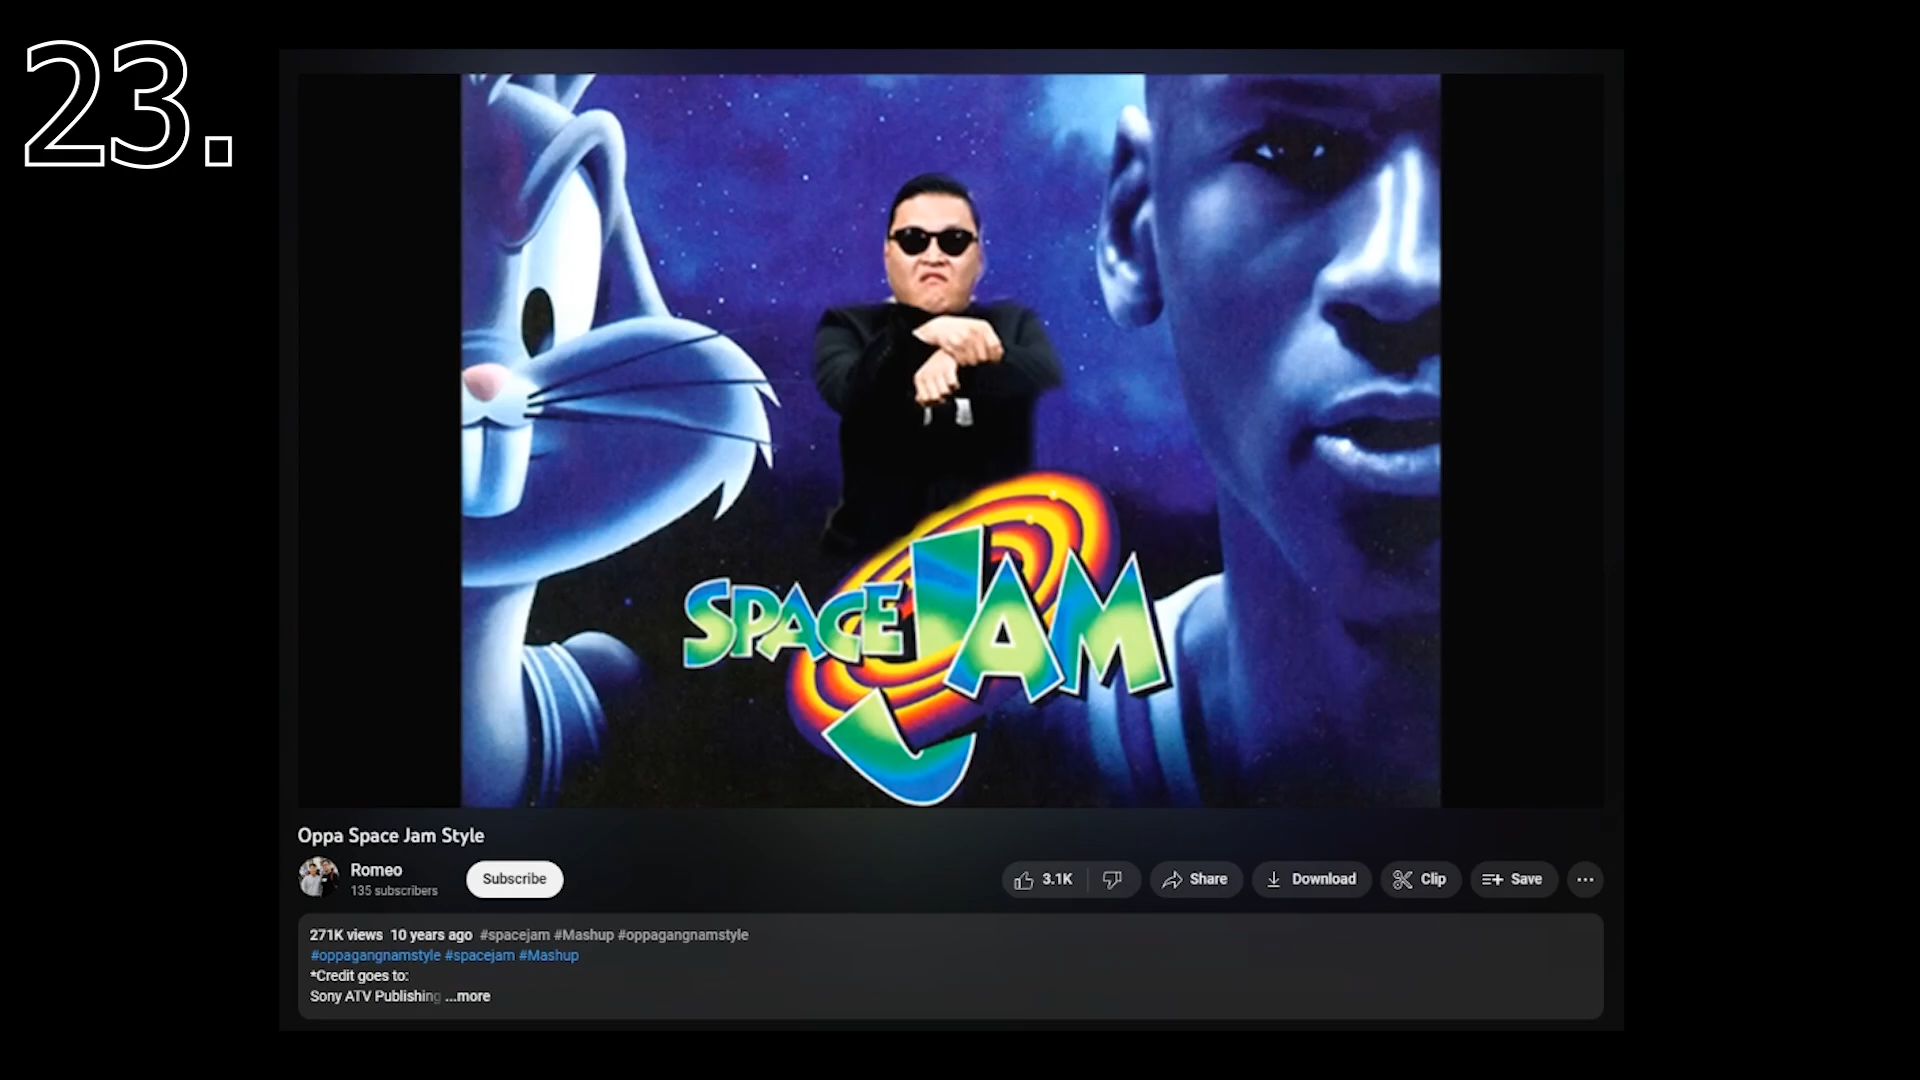 23.
SPACE JAM
Oppa Space Jam Style
Romeo
135 subscribers
Subscribe
3.1K
Share
Download
Clip
Save
271K views 10 years ago #spacejam #Mashup #oppagangnamstyle
#oppagangnamstyle #spacejam #Mashup
*Credit goes to:
Sony ATV Publishing ...more